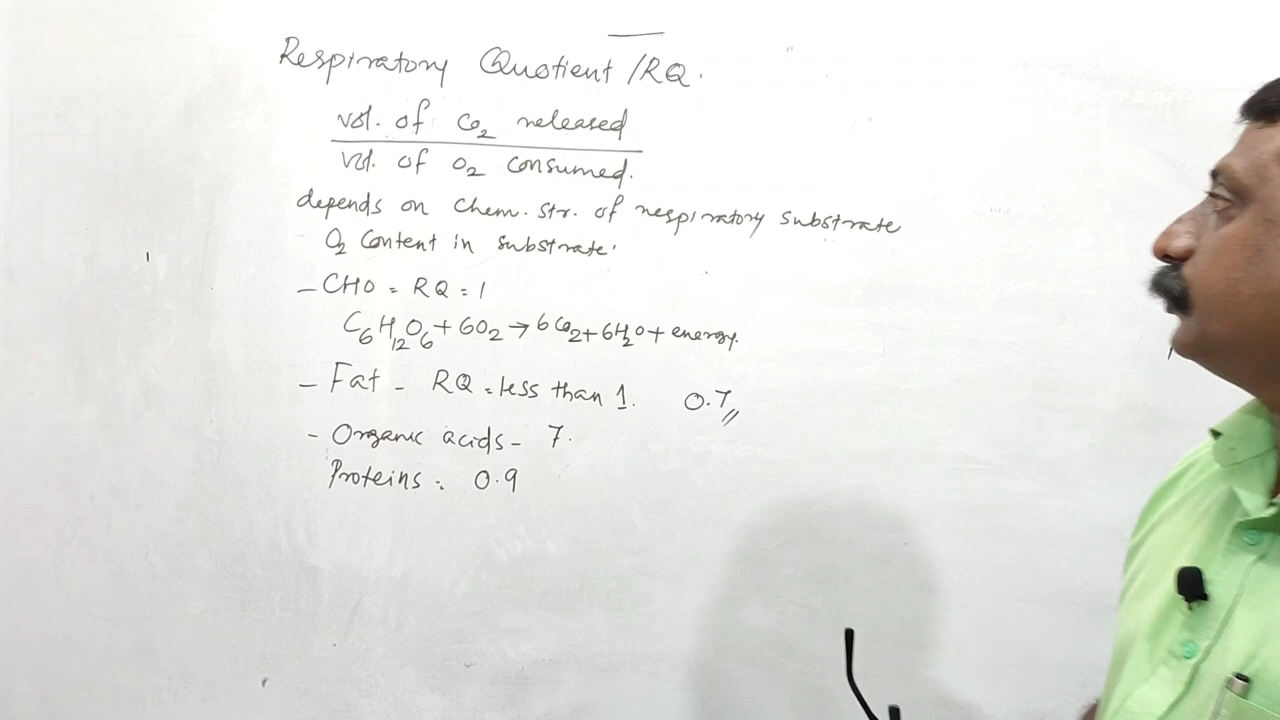 Respiratory Quotient /RQ.
vol. of CO2 released
vol. of O2 consumed.
depends on chem. str. of respiratory substrate
O2 content in substrate.
- CHO = RQ = 1
C6H12O6 + 6O2 → 6CO2 + 6H2O + energy.
- Fat - RQ = less than 1. 0.7
- Organic acids - 7.
Proteins = 0.9